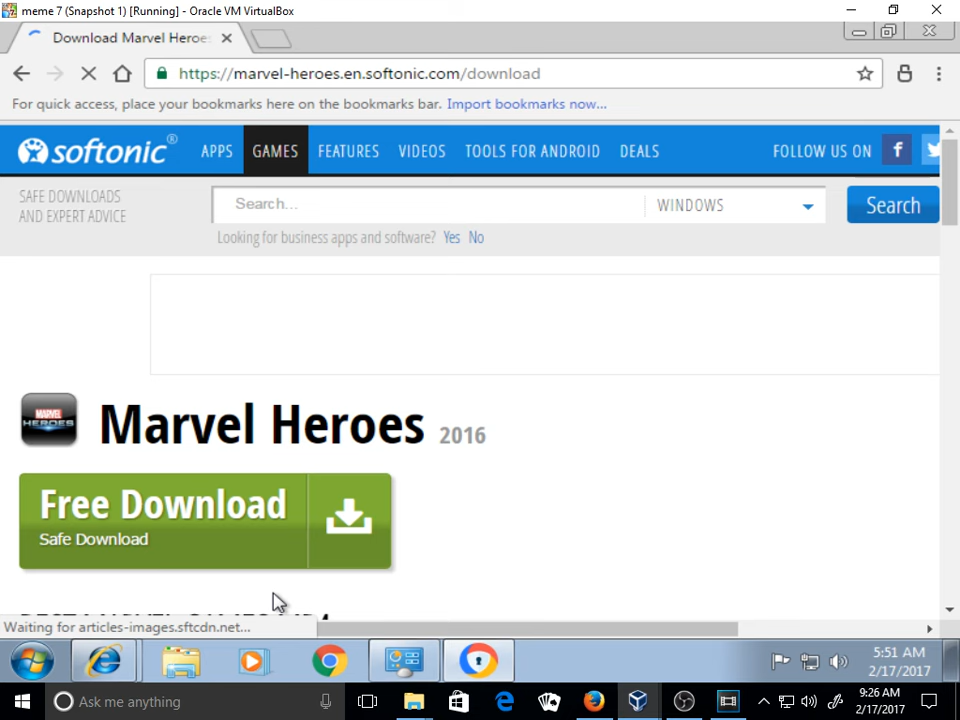 meme 7 (Snapshot 1) [Running] - Oracle VM VirtualBox
Download Marvel Heroes
https://marvel-heroes.en.softonic.com/download
For quick access, place your bookmarks here on the bookmarks bar. Import bookmarks now...
softonic® APPS GAMES FEATURES VIDEOS TOOLS FOR ANDROID DEALS FOLLOW US ON f
SAFE DOWNLOADS
AND EXPERT ADVICE
Search... WINDOWS Search
Looking for business apps and software? Yes No
MARVEL
HEROES
Marvel Heroes 2016
Free Download
Safe Download
Waiting for articles-images.sftcdn.net...
5:51 AM
2/17/2017
Ask me anything
9:26 AM
2/17/2017